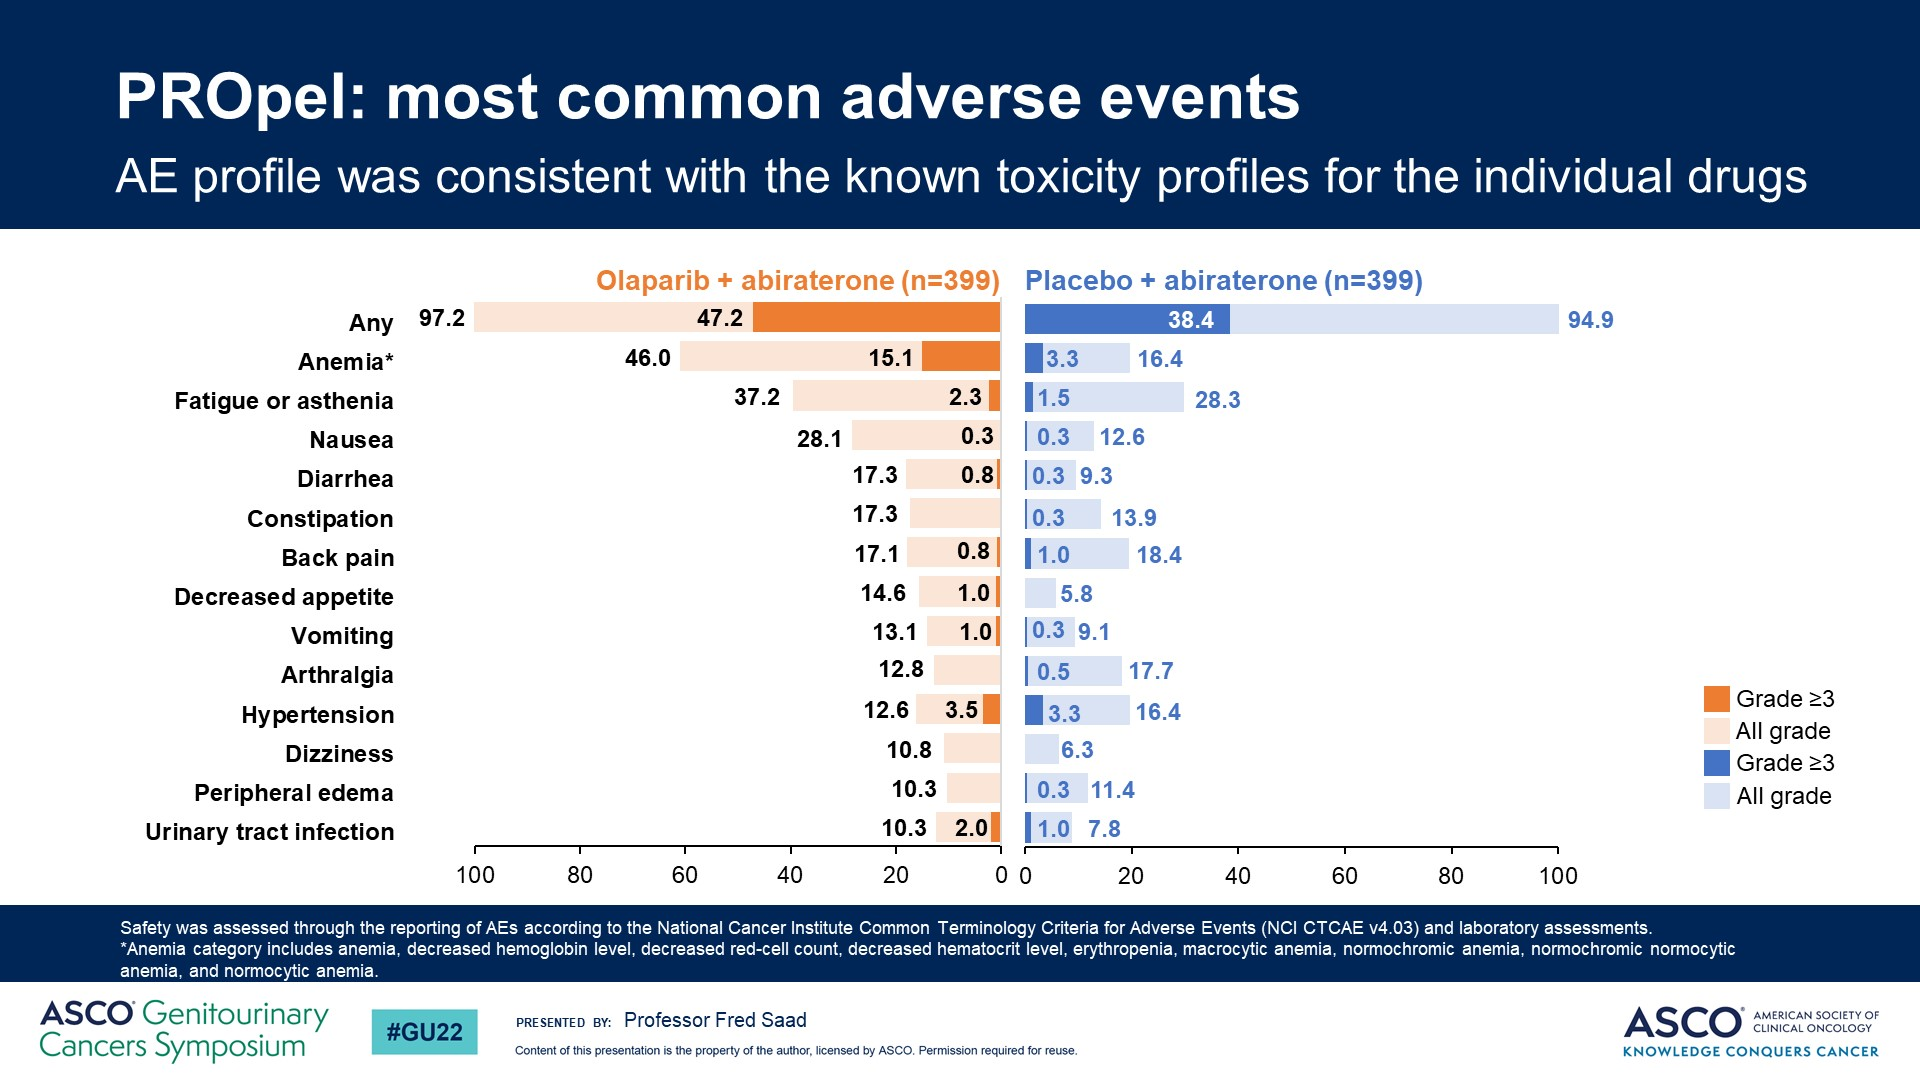 PROpel: most common adverse events
AE profile was consistent with the known toxicity profiles for the individual drugs
Olaparib + abiraterone (n=399) Placebo + abiraterone (n=399)
Any 97.2 47.2 38.4 94.9
Anemia* 46.0 15.1 3.3 16.4
Fatigue or asthenia 37.2 2.3 1.5 28.3
Nausea 28.1 0.3 0.3 12.6
Diarrhea 17.3 0.8 0.3 9.3
Constipation 17.3 0.3 13.9
Back pain 17.1 0.8 1.0 18.4
Decreased appetite 14.6 1.0 5.8
Vomiting 13.1 1.0 0.3 9.1
Arthralgia 12.8 0.5 17.7
Hypertension 12.6 3.5 3.3 16.4
Dizziness 10.8 6.3
Peripheral edema 10.3 0.3 11.4
Urinary tract infection 10.3 2.0 1.0 7.8
100 80 60 40 20 0 0 20 40 60 80 100
Grade ≥3
All grade
Grade ≥3
All grade
Safety was assessed through the reporting of AEs according to the National Cancer Institute Common Terminology Criteria for Adverse Events (NCI CTCAE v4.03) and laboratory assessments.
*Anemia category includes anemia, decreased hemoglobin level, decreased red-cell count, decreased hematocrit level, erythropenia, macrocytic anemia, normochromic anemia, normochromic normocytic
anemia, and normocytic anemia.
ASCO® Genitourinary
Cancers Symposium
#GU22
PRESENTED BY: Professor Fred Saad
Content of this presentation is the property of the author, licensed by ASCO. Permission required for reuse.
ASCO® AMERICAN SOCIETY OF
CLINICAL ONCOLOGY
KNOWLEDGE CONQUERS CANCER